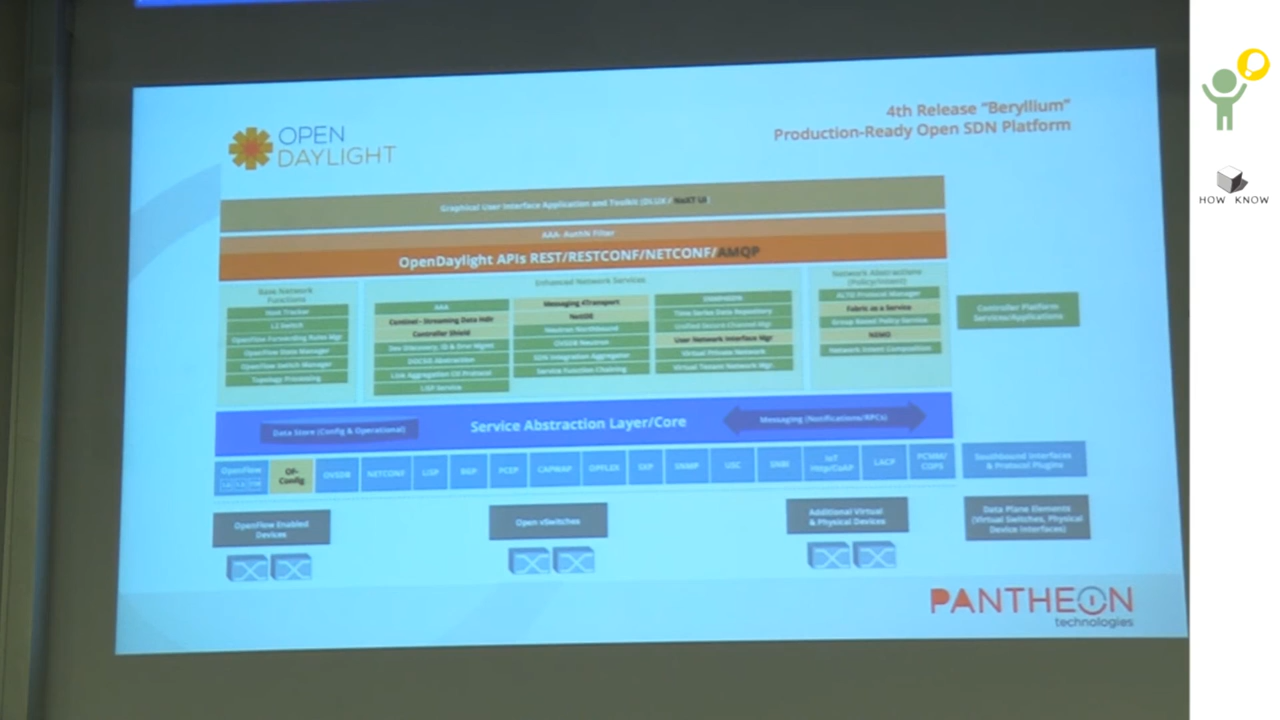 OPEN
DAYLIGHT
4th Release “Beryllium”
Production-Ready Open SDN Platform
Graphical User Interface Application and Toolkit (DLUX / NeXT UI)
AAA- AuthN Filter
OpenDaylight APIs REST/RESTCONF/NETCONF/AMQP
Base Network
Functions
Host Tracker
L2 Switch
OpenFlow Forwarding Rules Mgr
OpenFlow Stats Manager
OpenFlow Switch Manager
Topology Processing
Enhanced Network Services
AAA
Centinel – Streaming Data Hdlr
Controller Shield
Dev Discovery, ID & Drvr Mgmt
DOCSIS Abstraction
Link Aggregation Ctl Protocol
LISP Service
Messaging 4Transport
NetIDE
Neutron Northbound
OVSDB Neutron
SDN Integration Aggregator
Service Function Chaining
Time Series Data Repository
Unified Secure Channel Mgr
User Network Interface Mgr
Virtual Private Network
Virtual Tenant Network Mgr.
Network Abstractions
(Policy/Intent)
ALTO Protocol Manager
Fabric as a Service
Group Based Policy Service
NEMO
Network Intent Composition
Controller Platform
Services/Applications
Data Store (Config & Operational)
Service Abstraction Layer/Core
Messaging (Notifications/RPCs)
OpenFlow
OF-
Config
OVSDB
NETCONF
LISP
BGP
PCEP
CAPWAP
OPFLEX
SXP
SNMP
USC
SNBI
IoT
Http/CoAP
LACP
PCMM/
COPS
Southbound Interfaces
& Protocol Plugins
OpenFlow Enabled
Devices
Open vSwitches
Additional Virtual
& Physical Devices
Data Plane Elements
(Virtual Switches, Physical
Device Interfaces)
PANTHEON
technologies
HOW KNOW